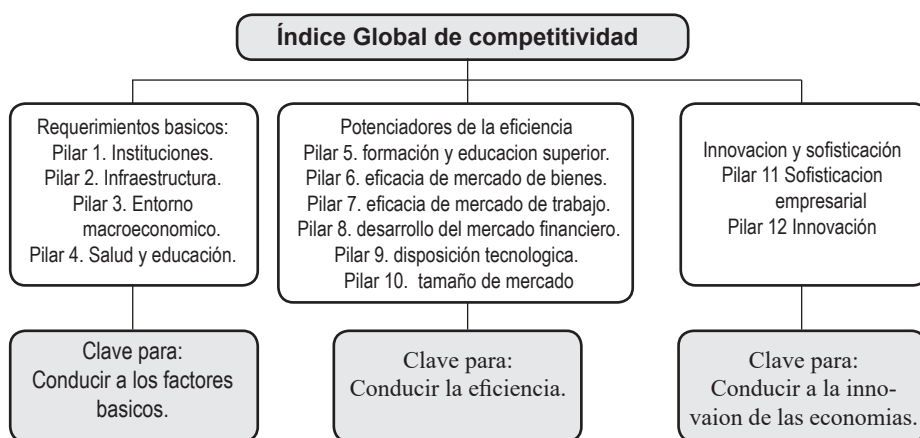 Índice Global de competitividad
Requerimientos basicos:
Pilar 1. Instituciones.
Pilar 2. Infraestructura.
Pilar 3. Entorno
macroeconomico.
Pilar 4. Salud y educación.
Potenciadores de la eficiencia
Pilar 5. formación y educacion superior.
Pilar 6. eficacia de mercado de bienes.
Pilar 7. eficacia de mercado de trabajo.
Pilar 8. desarrollo del mercado financiero.
Pilar 9. disposición tecnologica.
Pilar 10. tamaño de mercado
Innovacion y sofisticación
Pilar 11 Sofisticacion
empresarial
Pilar 12 Innovación
Clave para:
Conducir a los factores
basicos.
Clave para:
Conducir la eficiencia.
Clave para:
Conducir a la inno-
vaion de las economias.